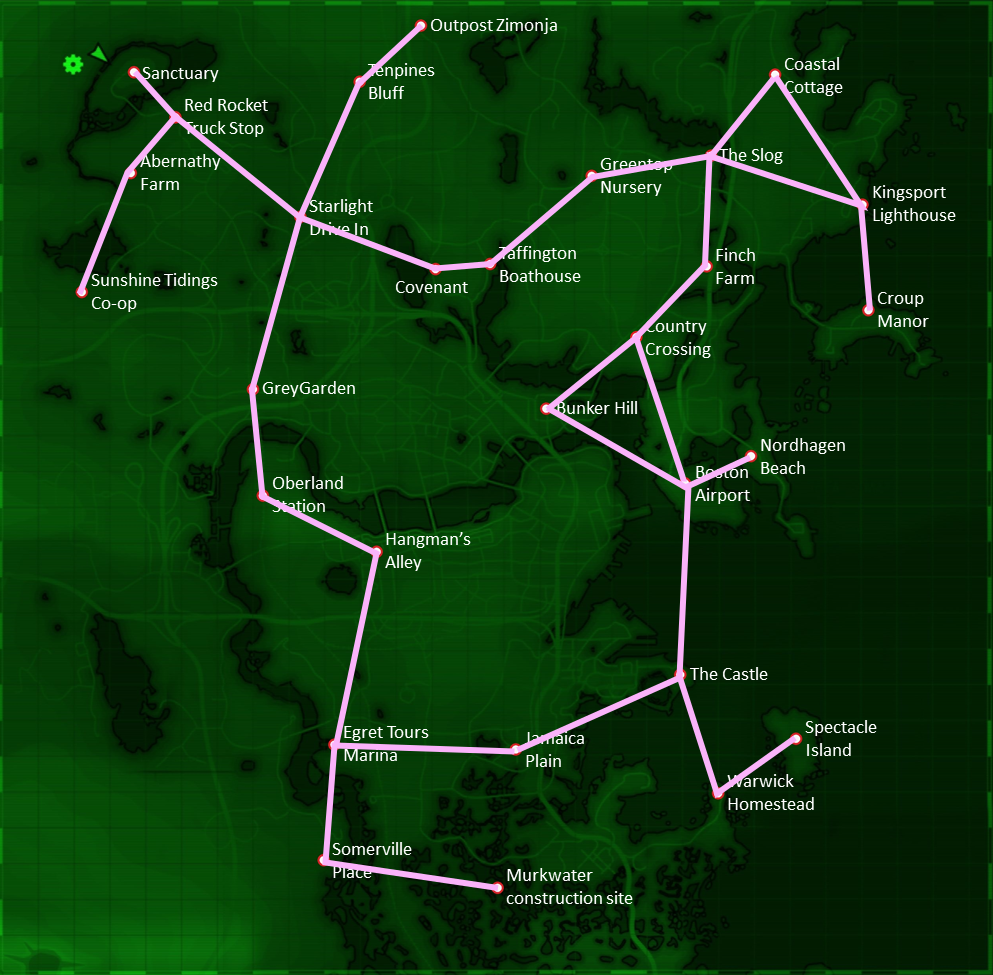 Outpost Zimonja
Tenpines
Bluff
Coastal
Cottage
Sanctuary
Red Rocket
Truck Stop
Abernathy
Farm
The Slog
Greentop
Nursery
Kingsport
Lighthouse
Starlight
Drive In
Taffington
Boathouse
Finch
Farm
Sunshine Tidings
Co-op
Covenant
Croup
Manor
Country
Crossing
GreyGarden
Bunker Hill
Nordhagen
Beach
Boston
Airport
Oberland
Station
Hangman's
Alley
The Castle
Egret Tours
Marina
Jamaica
Plain
Spectacle
Island
Warwick
Homestead
Somerville
Place
Murkwater
construction site